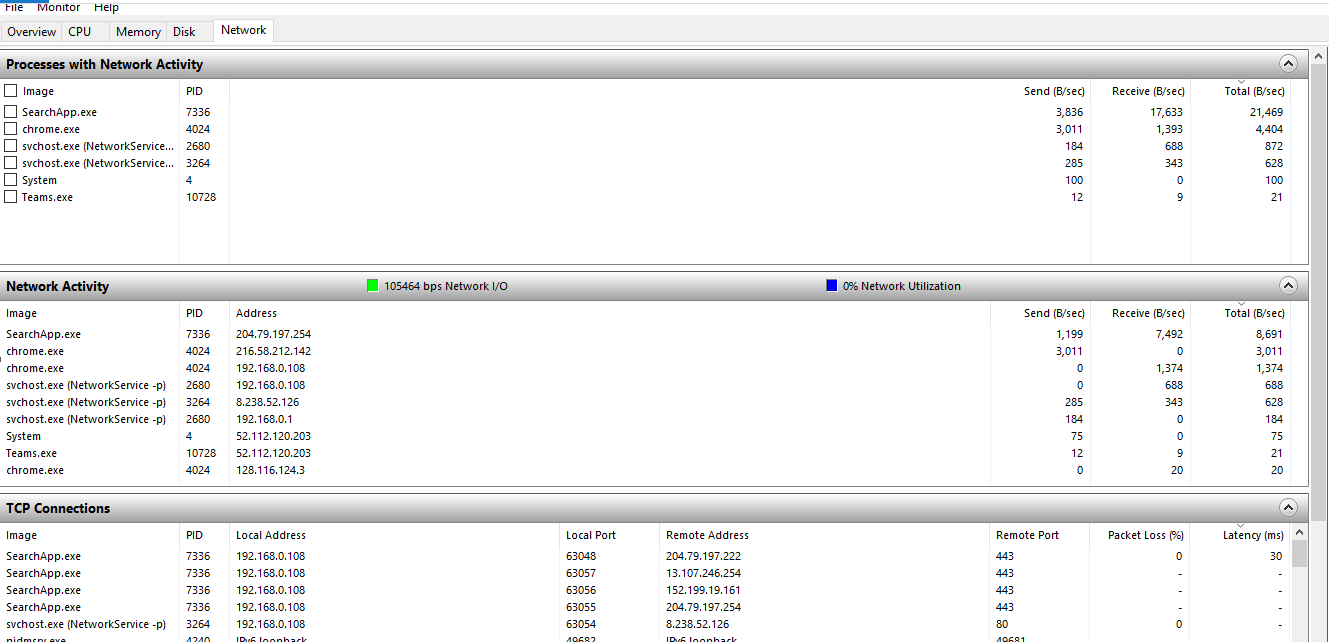 File Monitor Help
Overview CPU Memory Disk Network
Processes with Network Activity
Image PID Send (B/sec) Receive (B/sec) Total (B/sec)
SearchApp.exe 7336 3,836 17,633 21,469
chrome.exe 4024 3,011 1,393 4,404
svchost.exe (NetworkService... 2680 184 688 872
svchost.exe (NetworkService... 3264 285 343 628
System 4 100 0 100
Teams.exe 10728 12 9 21
Network Activity 105464 bps Network I/O 0% Network Utilization
Image PID Address Send (B/sec) Receive (B/sec) Total (B/sec)
SearchApp.exe 7336 204.79.197.254 1,199 7,492 8,691
chrome.exe 4024 216.58.212.142 3,011 0 3,011
chrome.exe 4024 192.168.0.108 0 1,374 1,374
svchost.exe (NetworkService -p) 2680 192.168.0.108 0 688 688
svchost.exe (NetworkService -p) 3264 8.238.52.126 285 343 628
svchost.exe (NetworkService -p) 2680 192.168.0.1 184 0 184
System 4 52.112.120.203 75 0 75
Teams.exe 10728 52.112.120.203 12 9 21
chrome.exe 4024 128.116.124.3 0 20 20
TCP Connections
Image PID Local Address Local Port Remote Address Remote Port Packet Loss (%) Latency (ms)
SearchApp.exe 7336 192.168.0.108 63048 204.79.197.222 443 0 30
SearchApp.exe 7336 192.168.0.108 63057 13.107.246.254 443 - -
SearchApp.exe 7336 192.168.0.108 63056 152.199.19.161 443 - -
SearchApp.exe 7336 192.168.0.108 63055 204.79.197.254 443 - -
svchost.exe (NetworkService -p) 3264 192.168.0.108 63054 8.238.52.126 80 0 -
4240 IPv6 loopback 49682 IPv6 loopback 49681